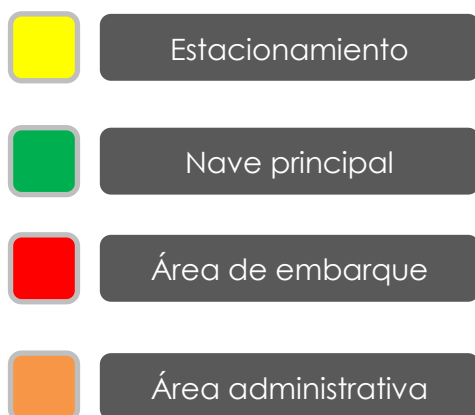 Estacionamiento
Nave principal
Área de embarque
Área administrativa